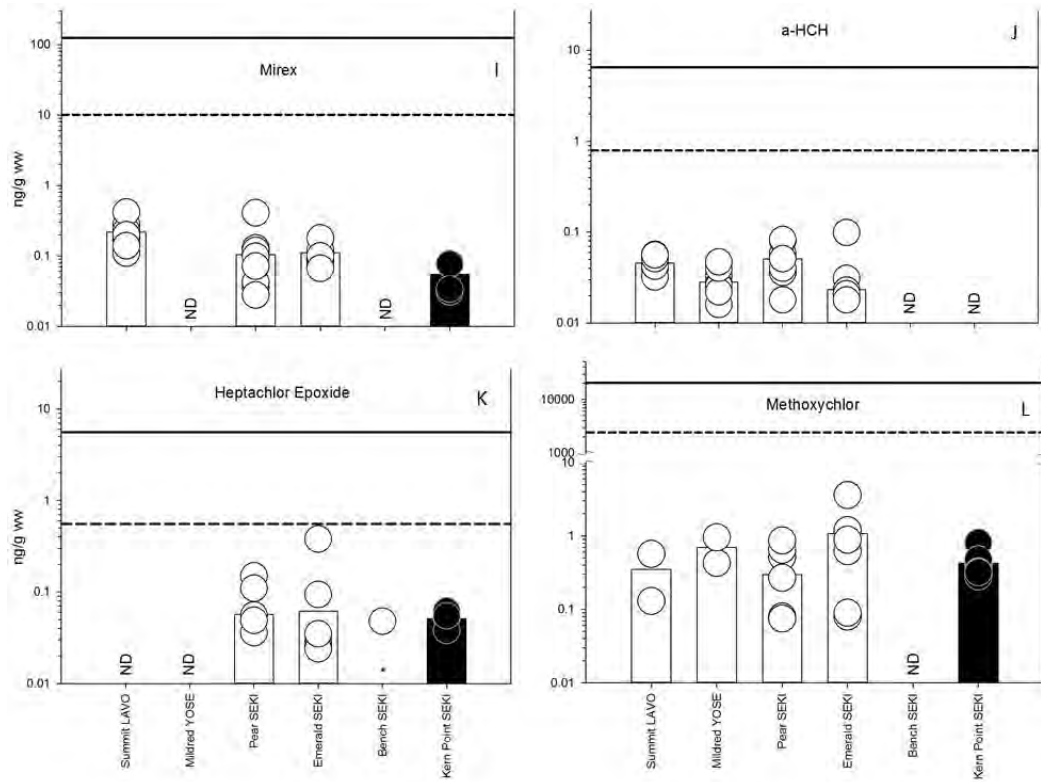 Mirex
I
100
10
1
0.1
0.01
ng/g ww
ND
ND
a-HCH
J
10
1
0.1
0.01
ND
ND
Heptachlor Epoxide
K
10
1
0.1
0.01
ng/g ww
ND
ND
Methoxychlor
L
10000
1000
10
1
0.1
0.01
ND
Summit LAVO
Mildred YOSE
Pear SEKI
Emerald SEKI
Bench SEKI
Kern Point SEKI
Summit LAVO
Mildred YOSE
Pear SEKI
Emerald SEKI
Bench SEKI
Kern Point SEKI